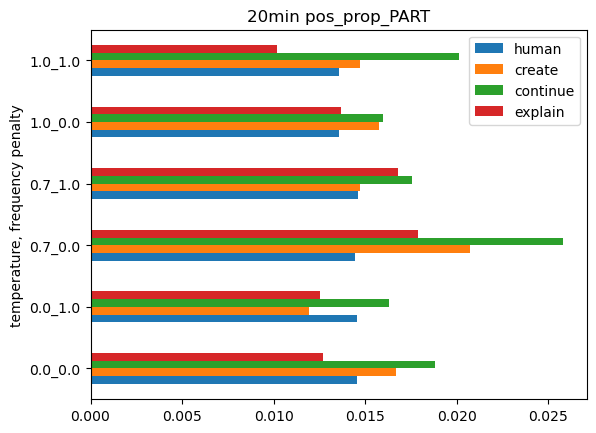 20min pos_prop_PART
human
create
continue
explain
temperature, frequency penalty
1.0_1.0
1.0_0.0
0.7_1.0
0.7_0.0
0.0_1.0
0.0_0.0
0.000 0.005 0.010 0.015 0.020 0.025